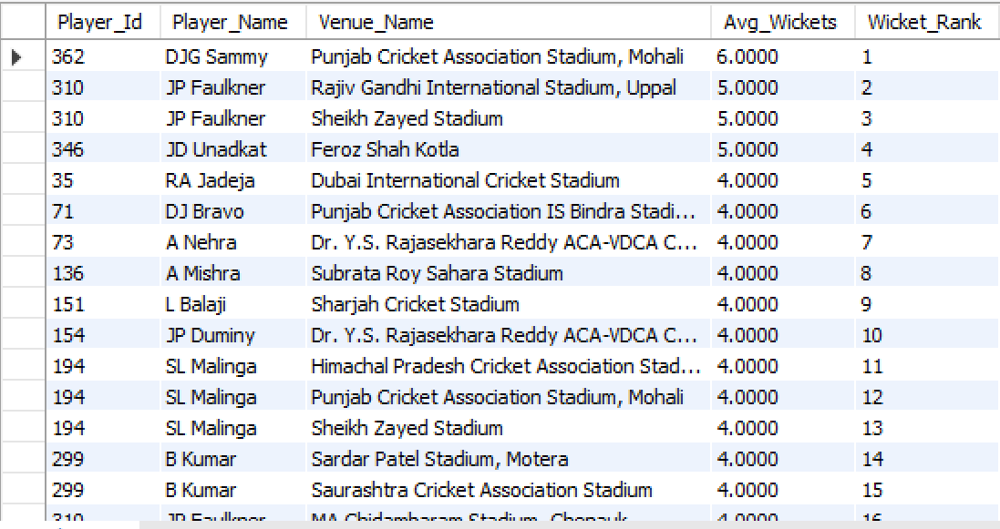 Player_Id Player_Name Venue_Name Avg_Wickets Wicket_Rank
362 DJG Sammy Punjab Cricket Association Stadium, Mohali 6.0000 1
310 JP Faulkner Rajiv Gandhi International Stadium, Uppal 5.0000 2
310 JP Faulkner Sheikh Zayed Stadium 5.0000 3
346 JD Unadkat Feroz Shah Kotla 5.0000 4
35 RA Jadeja Dubai International Cricket Stadium 4.0000 5
71 DJ Bravo Punjab Cricket Association IS Bindra Stadi... 4.0000 6
73 A Nehra Dr. Y.S. Rajasekhara Reddy ACA-VDCA C... 4.0000 7
136 A Mishra Subrata Roy Sahara Stadium 4.0000 8
151 L Balaji Sharjah Cricket Stadium 4.0000 9
154 JP Duminy Dr. Y.S. Rajasekhara Reddy ACA-VDCA C... 4.0000 10
194 SL Malinga Himachal Pradesh Cricket Association Stad... 4.0000 11
194 SL Malinga Punjab Cricket Association Stadium, Mohali 4.0000 12
194 SL Malinga Sheikh Zayed Stadium 4.0000 13
299 B Kumar Sardar Patel Stadium, Motera 4.0000 14
299 B Kumar Saurashtra Cricket Association Stadium 4.0000 15
310 JP Faulkner MA Chidambaram Stadium, Chepauk 4.0000 16